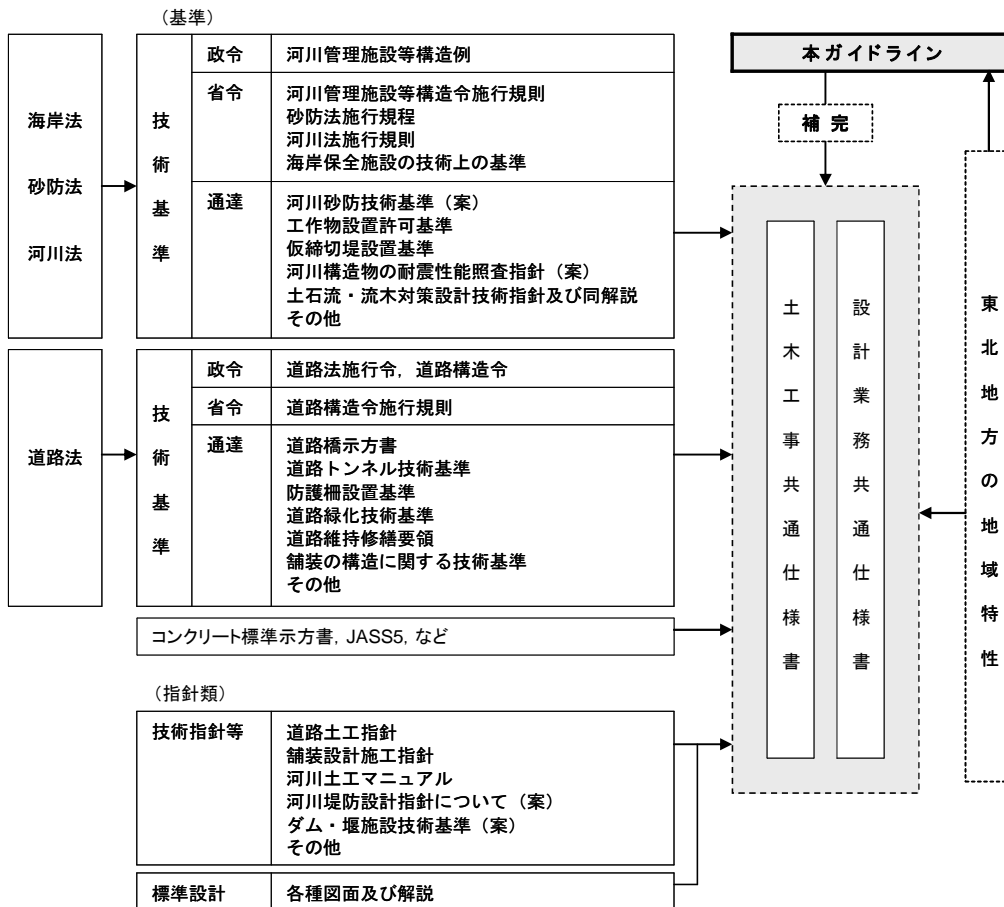 （基準）
海岸法
砂防法
河川法
技術基準
政令
河川管理施設等構造例
省令
河川管理施設等構造令施行規則
砂防法施行規程
河川法施行規則
海岸保全施設の技術上の基準
通達
河川砂防技術基準（案）
工作物設置許可基準
仮締切堤設置基準
河川構造物の耐震性能照査指針（案）
土石流・流木対策設計技術指針及び同解説
その他
道路法
技術基準
政令
道路法施行令，道路構造令
省令
道路構造令施行規則
通達
道路橋示方書
道路トンネル技術基準
防護柵設置基準
道路緑化技術基準
道路維持修繕要領
舗装の構造に関する技術基準
その他
コンクリート標準示方書，JASS5，など
（指針類）
技術指針等
道路土工指針
舗装設計施工指針
河川土工マニュアル
河川堤防設計指針について（案）
ダム・堰施設技術基準（案）
その他
標準設計
各種図面及び解説
本ガイドライン
補完
土木工事共通仕様書
設計業務共通仕様書
東北地方の地域特性